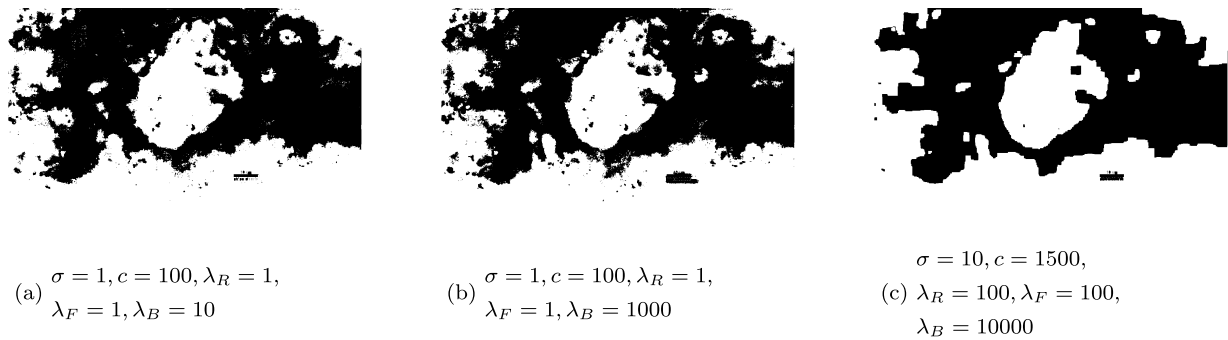 (a) σ = 1, c = 100, λ_R = 1,
λ_F = 1, λ_B = 10
(b) σ = 1, c = 100, λ_R = 1,
λ_F = 1, λ_B = 1000
(c) σ = 10, c = 1500,
λ_R = 100, λ_F = 100,
λ_B = 10000